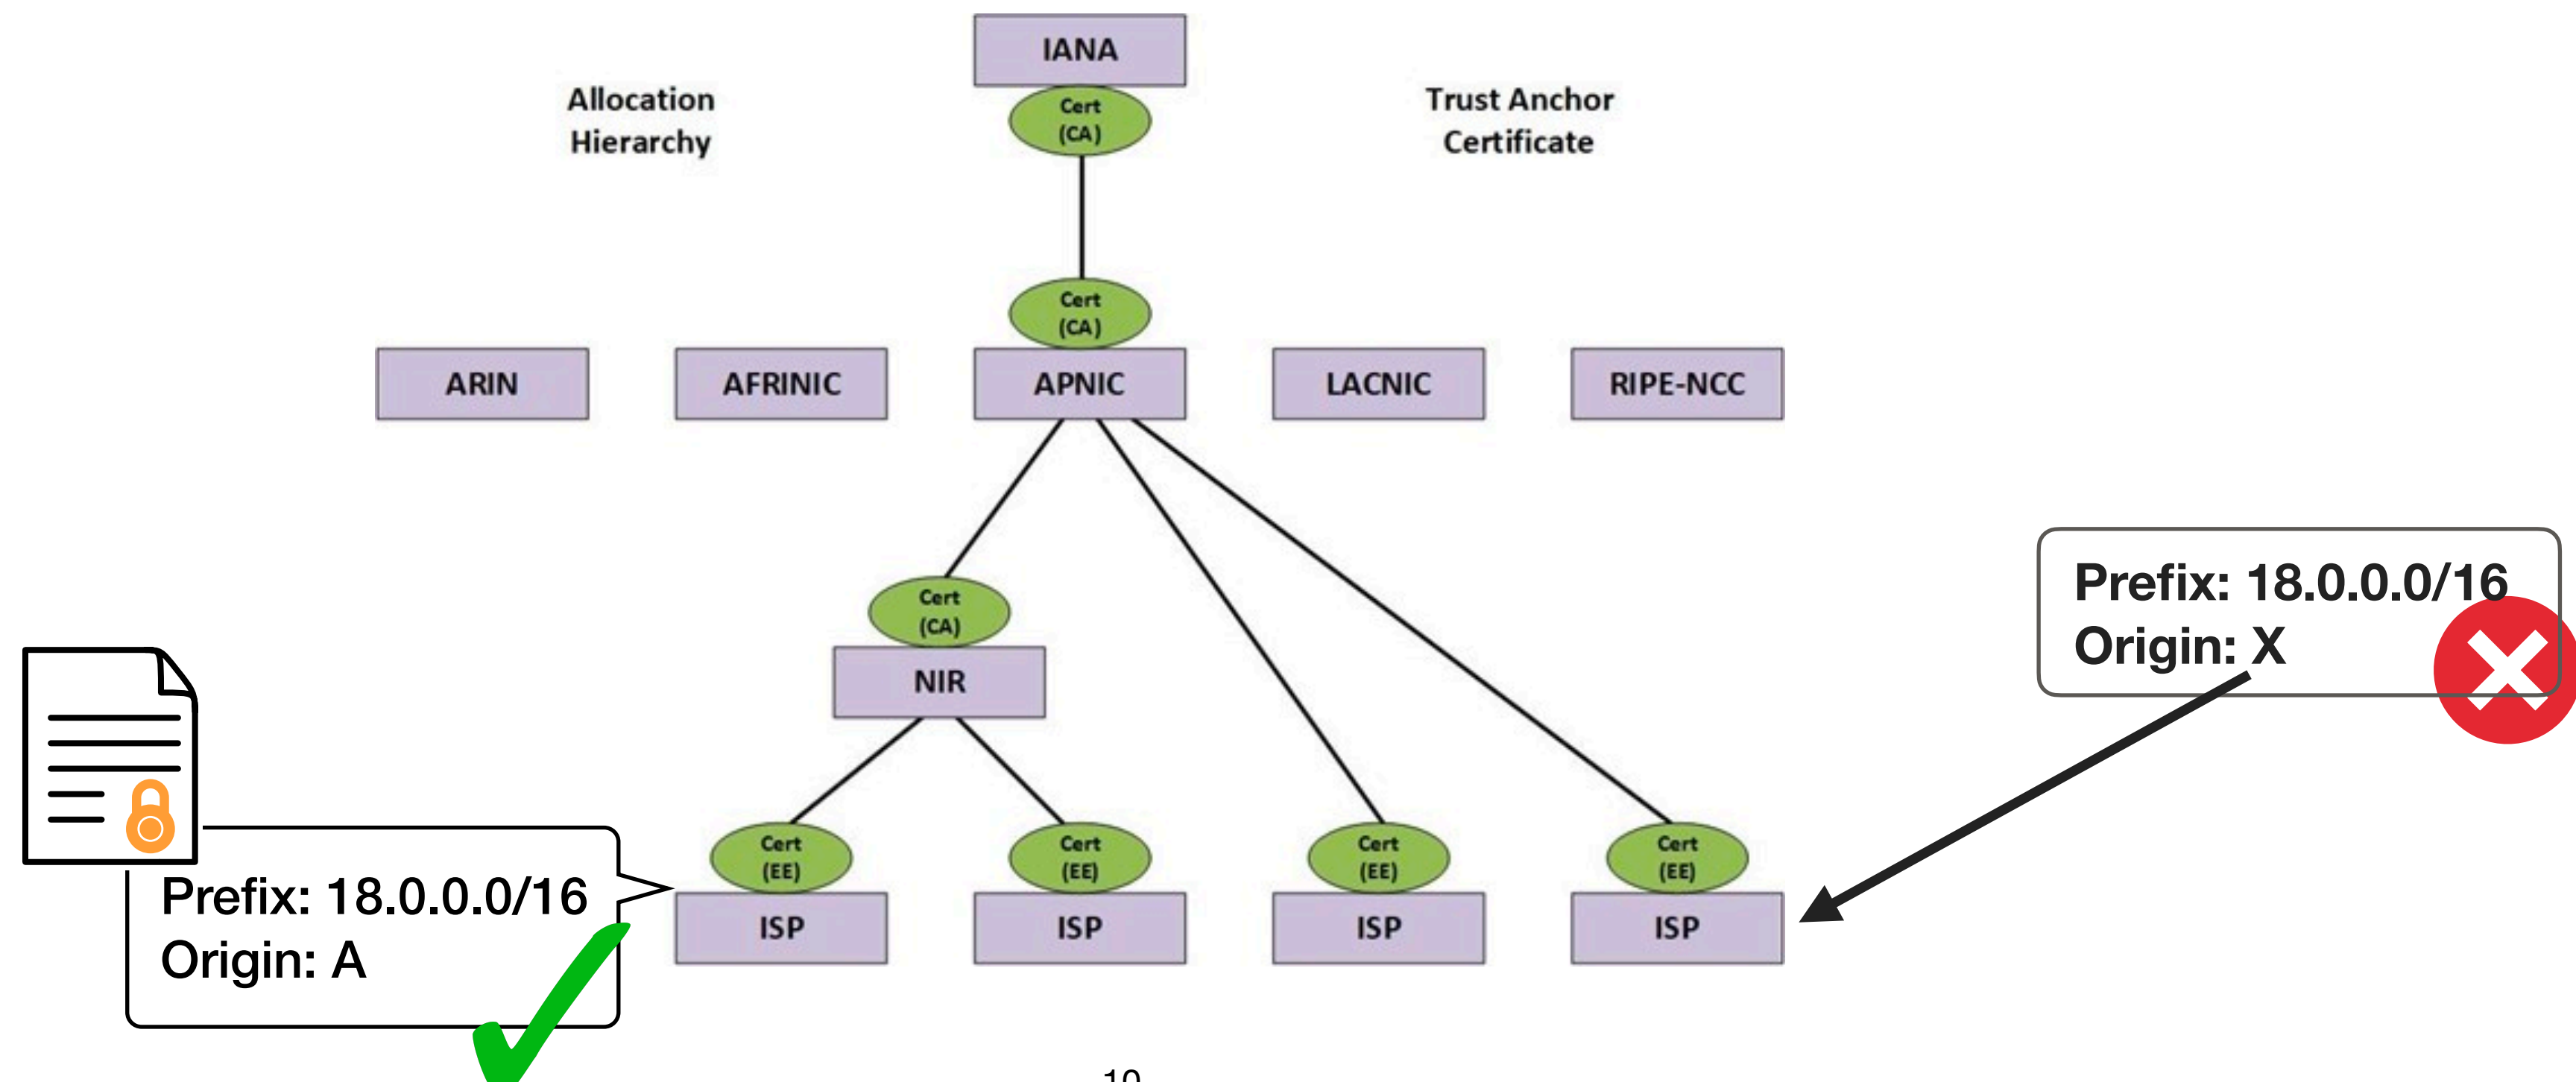 IANA
Allocation
Hierarchy
Cert
(CA)
Trust Anchor
Certificate
Cert
(CA)
ARIN
AFRINIC
APNIC
LACNIC
RIPE-NCC
Prefix: 18.0.0.0/16
Origin: X
Cert
(CA)
NIR
Prefix: 18.0.0.0/16
Origin: A
Cert
(EE)
ISP
Cert
(EE)
ISP
Cert
(EE)
ISP
Cert
(EE)
ISP
10